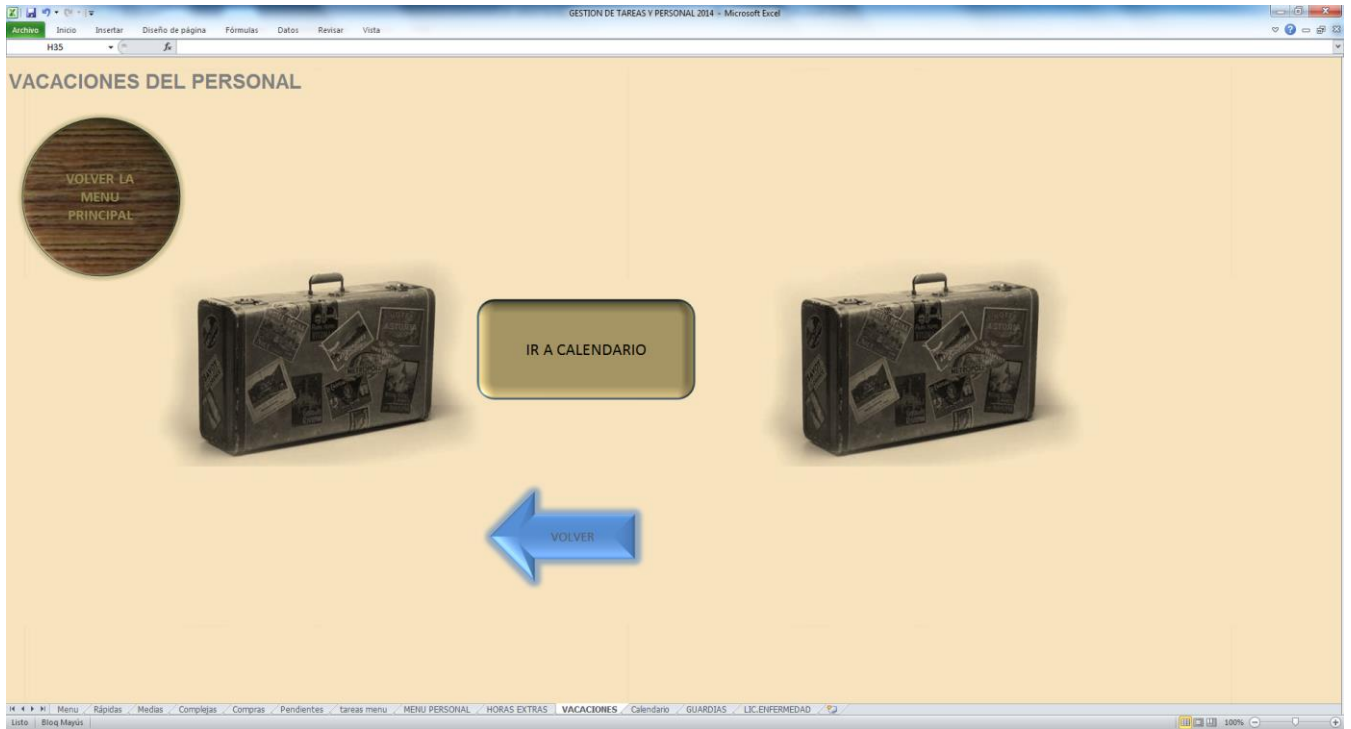 GESTION DE TAREAS Y PERSONAL 2014 - Microsoft Excel
Archivo Inicio Insertar Diseño de página Fórmulas Datos Revisar Vista
H35 fx
VACACIONES DEL PERSONAL
VOLVER LA
MENU
PRINCIPAL
IR A CALENDARIO
VOLVER
Menu Rápidas Medias Complejas Compras Pendientes tareas menu MENU PERSONAL HORAS EXTRAS VACACIONES Calendario GUARDIAS LIC.ENFERMEDAD
Listo Bloq Mayús 100%